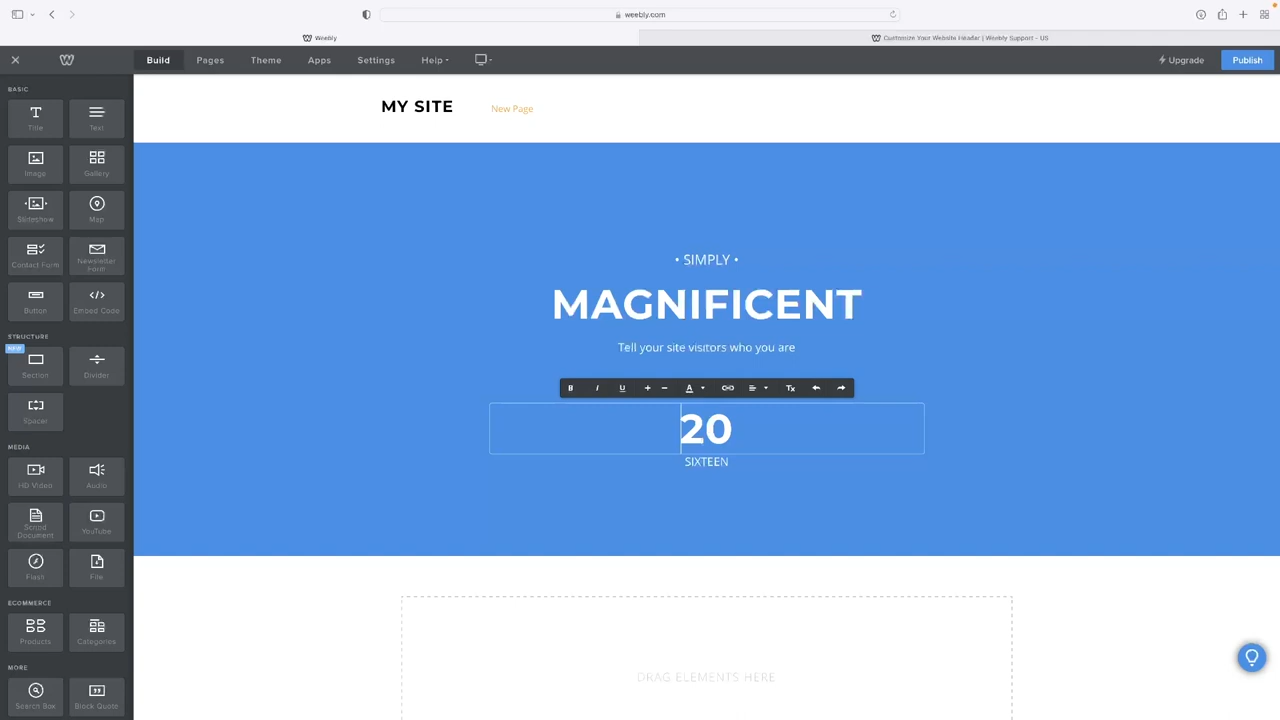 weebly.com
Weebly
Customize Your Website Header | Weebly Support - US
Build
Pages
Theme
Apps
Settings
Help
Upgrade
Publish
BASIC
Title
Text
Image
Gallery
Slideshow
Map
Contact Form
Newsletter
Form
Button
Embed Code
STRUCTURE
NEW
Section
Divider
Spacer
MEDIA
HD Video
Audio
Scribd
Document
YouTube
Flash
File
ECOMMERCE
Products
Categories
MORE
Search Box
Block Quote
MY SITE
New Page
• SIMPLY •
MAGNIFICENT
Tell your site visitors who you are
B I U + − A Tx
20
SIXTEEN
DRAG ELEMENTS HERE